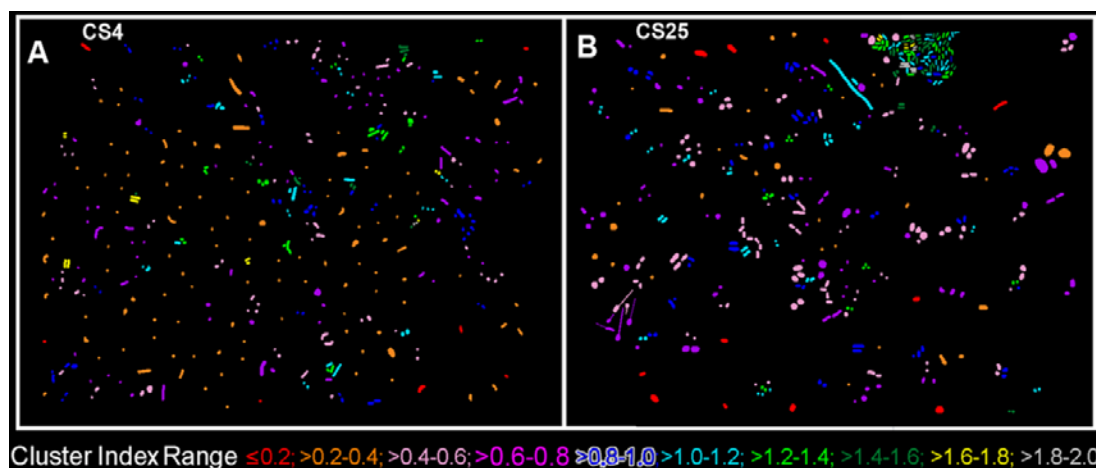 A CS4
B CS25
Cluster Index Range ≤0.2; >0.2-0.4; >0.4-0.6; >0.6-0.8 >0.8-1.0 >1.0-1.2; >1.2-1.4; >1.4-1.6; >1.6-1.8; >1.8-2.0